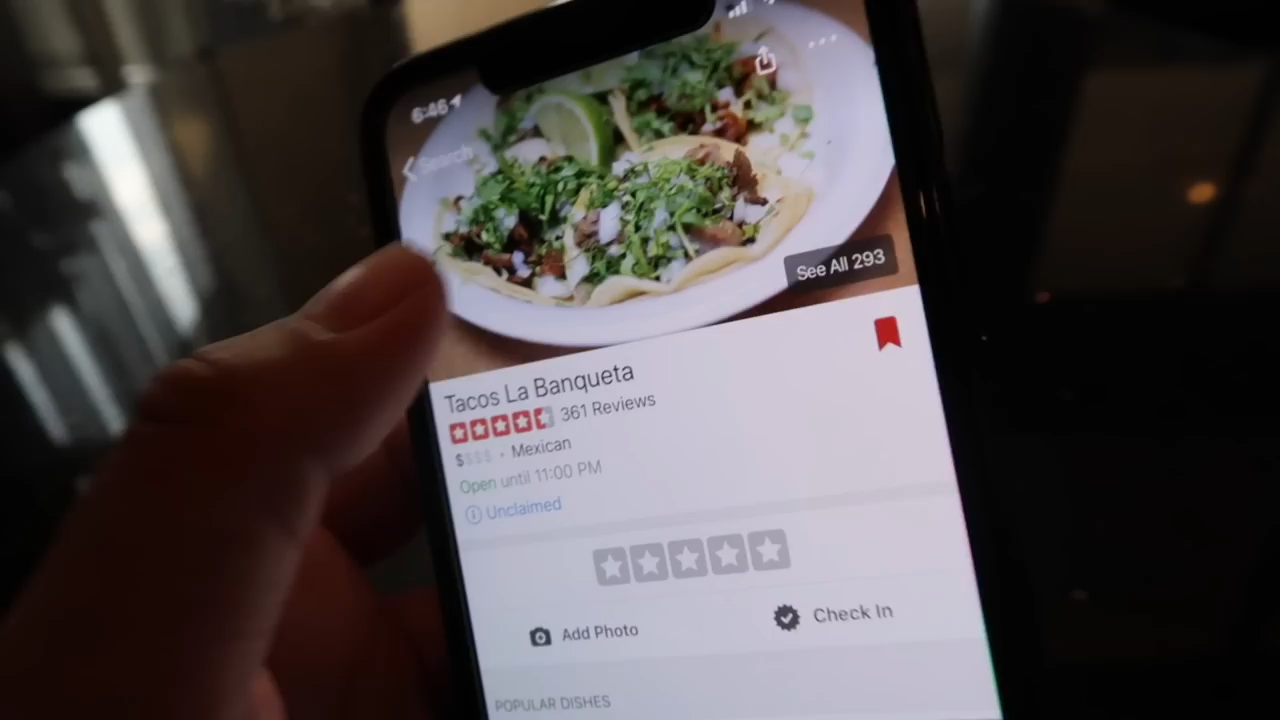 6:46
Search
See All 293
Tacos La Banqueta
361 Reviews
$$$$ • Mexican
Open until 11:00 PM
Unclaimed
Add Photo
Check In
POPULAR DISHES